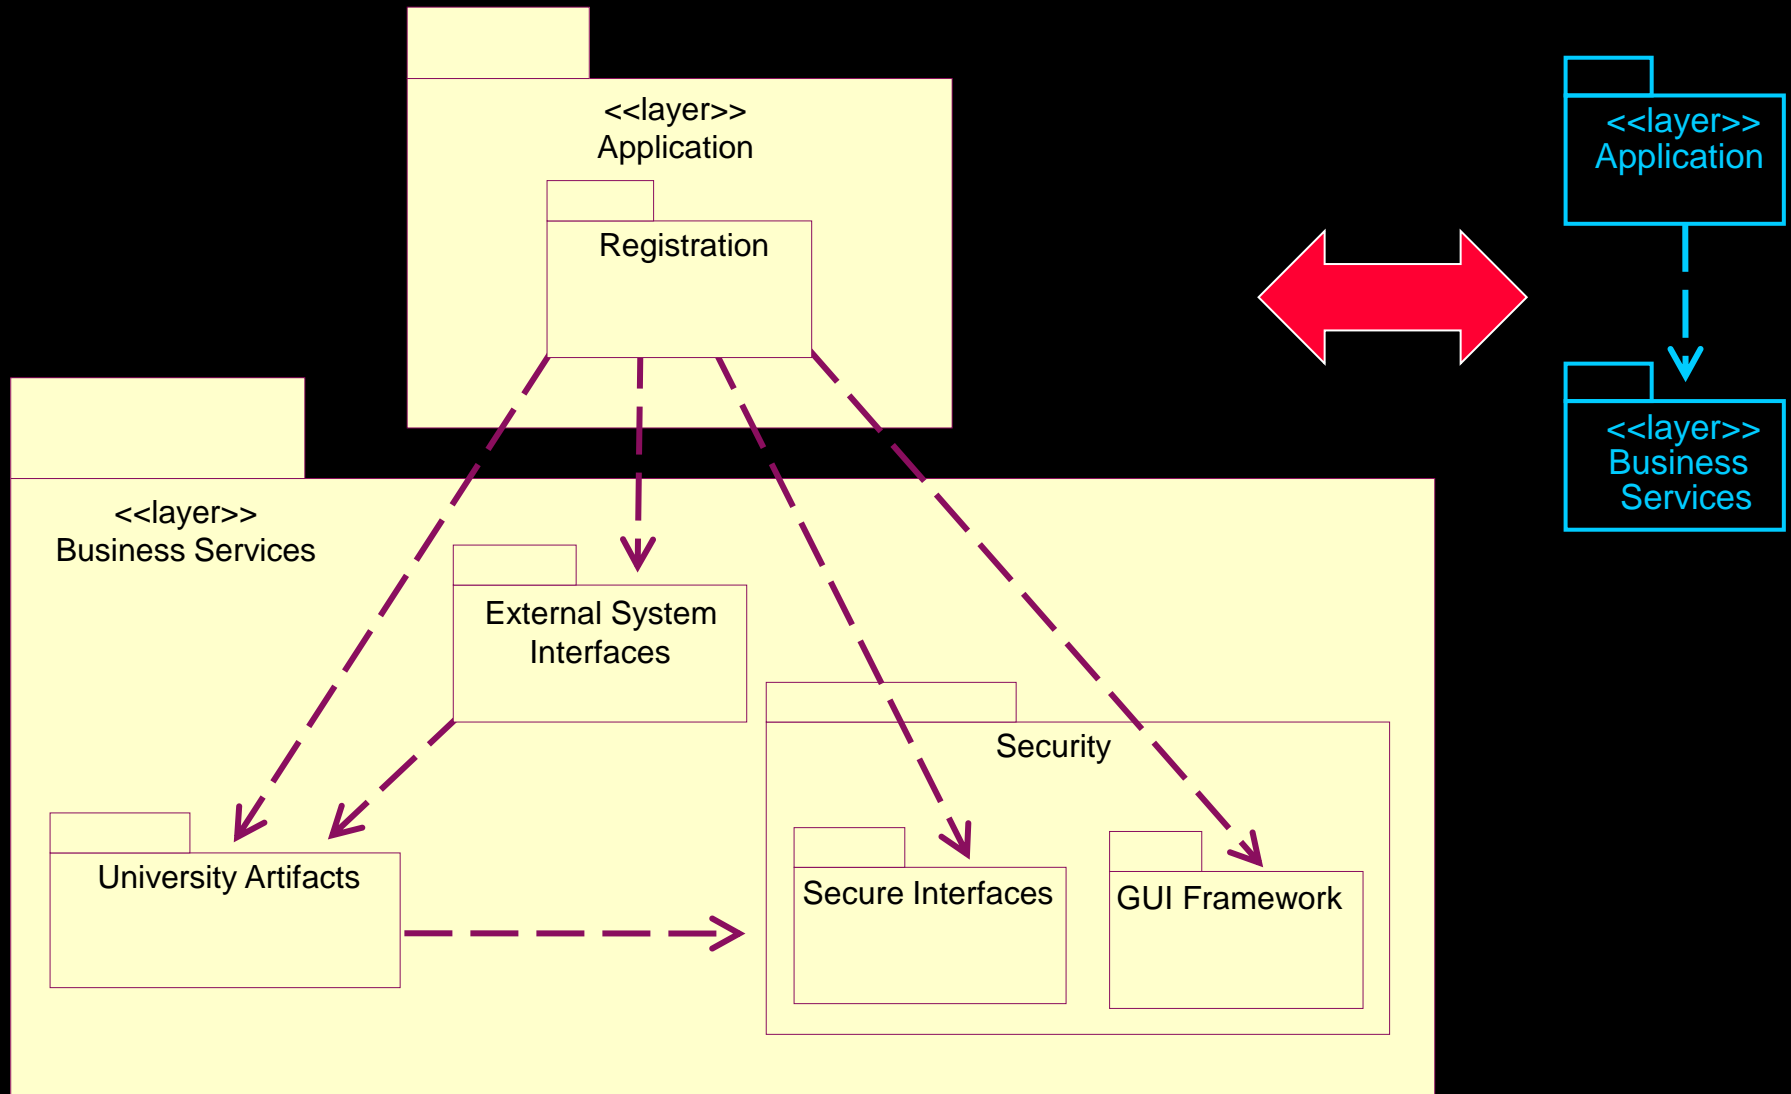 <<layer>>
Application
Registration
<<layer>>
Business Services
External System
Interfaces
Security
University Artifacts
Secure Interfaces
GUI Framework
<<layer>>
Application
<<layer>>
Business
Services